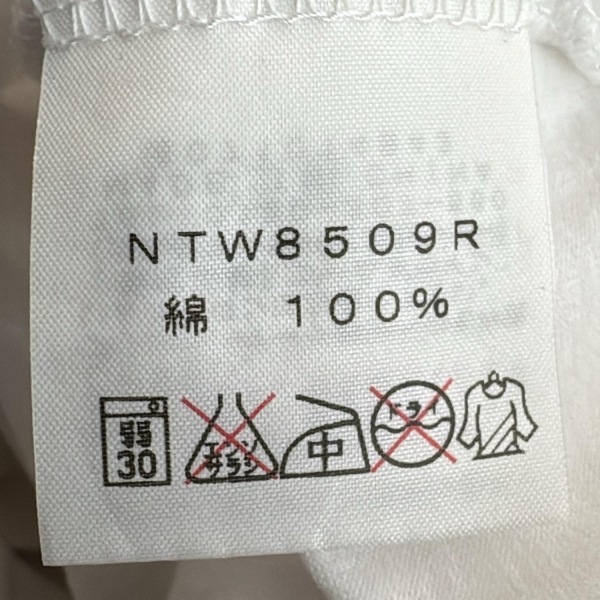 NTW8509R
綿 100%
弱 30
エンソサラシ
中
ドライ